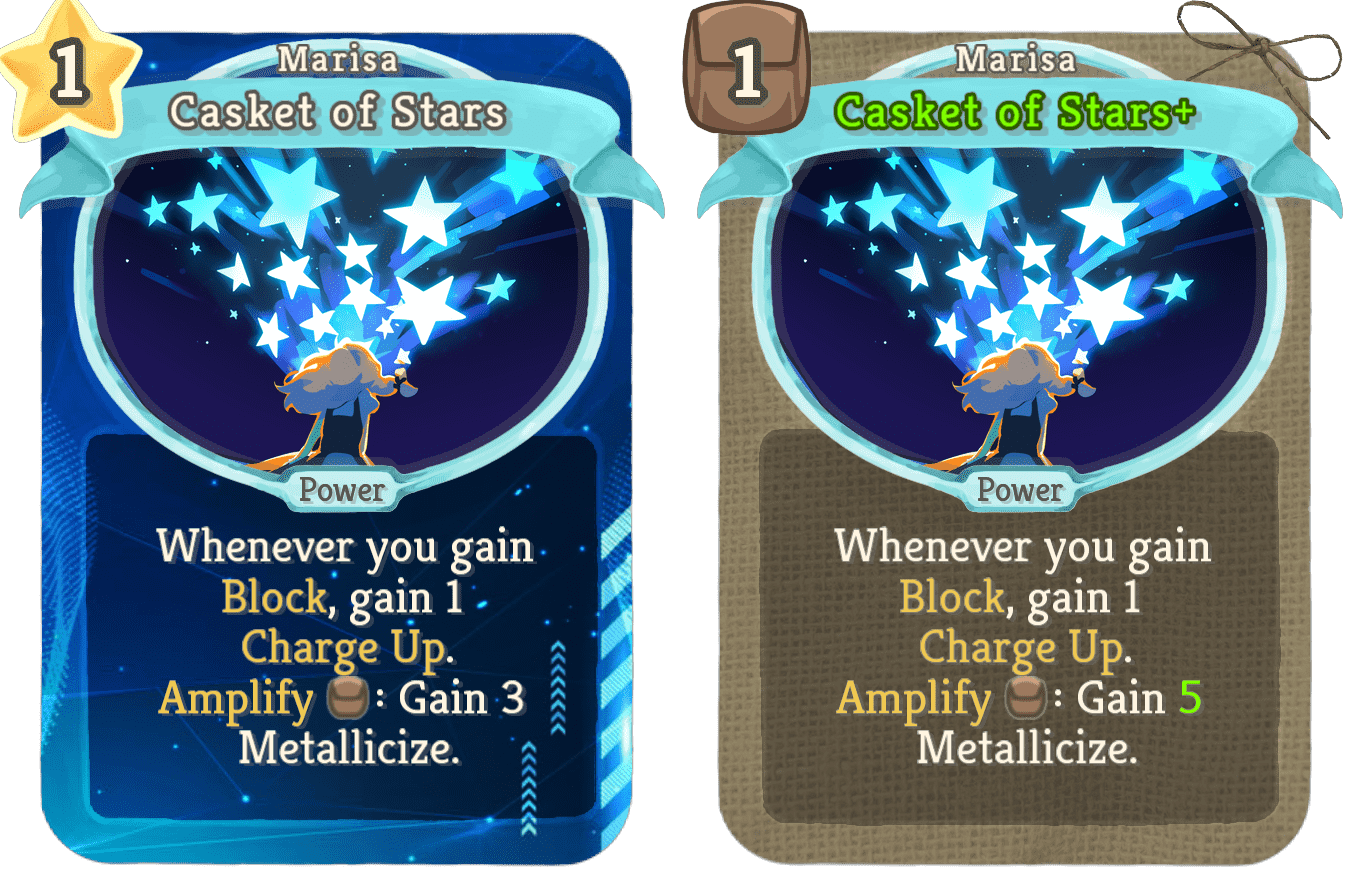 1
Marisa
Casket of Stars
Power
Whenever you gain
Block, gain 1
Charge Up.
Amplify : Gain 3
Metallicize.
1
Marisa
Casket of Stars+
Power
Whenever you gain
Block, gain 1
Charge Up.
Amplify : Gain 5
Metallicize.